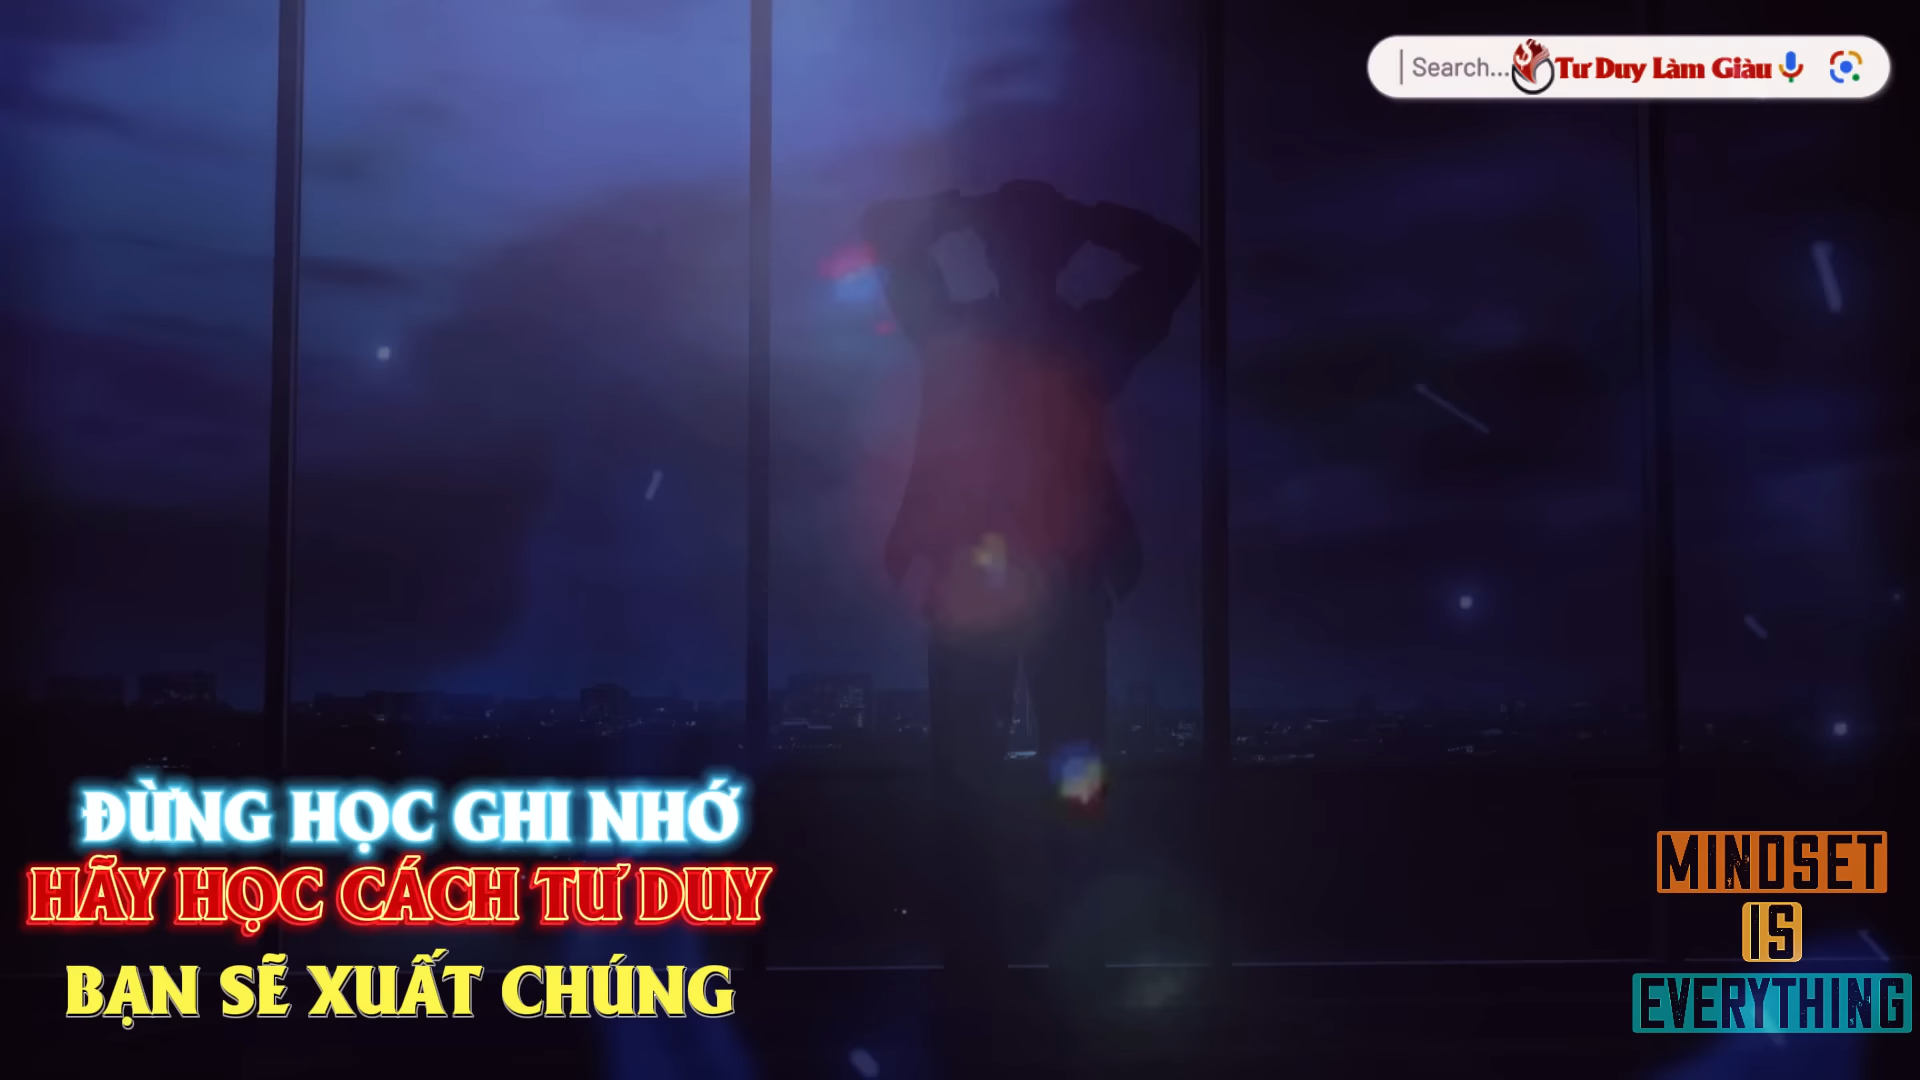 Search... Tư Duy Làm Giàu
ĐỪNG HỌC GHI NHỚ
HÃY HỌC CÁCH TƯ DUY
BẠN SẼ XUẤT CHÚNG
MINDSET
IS
EVERYTHING